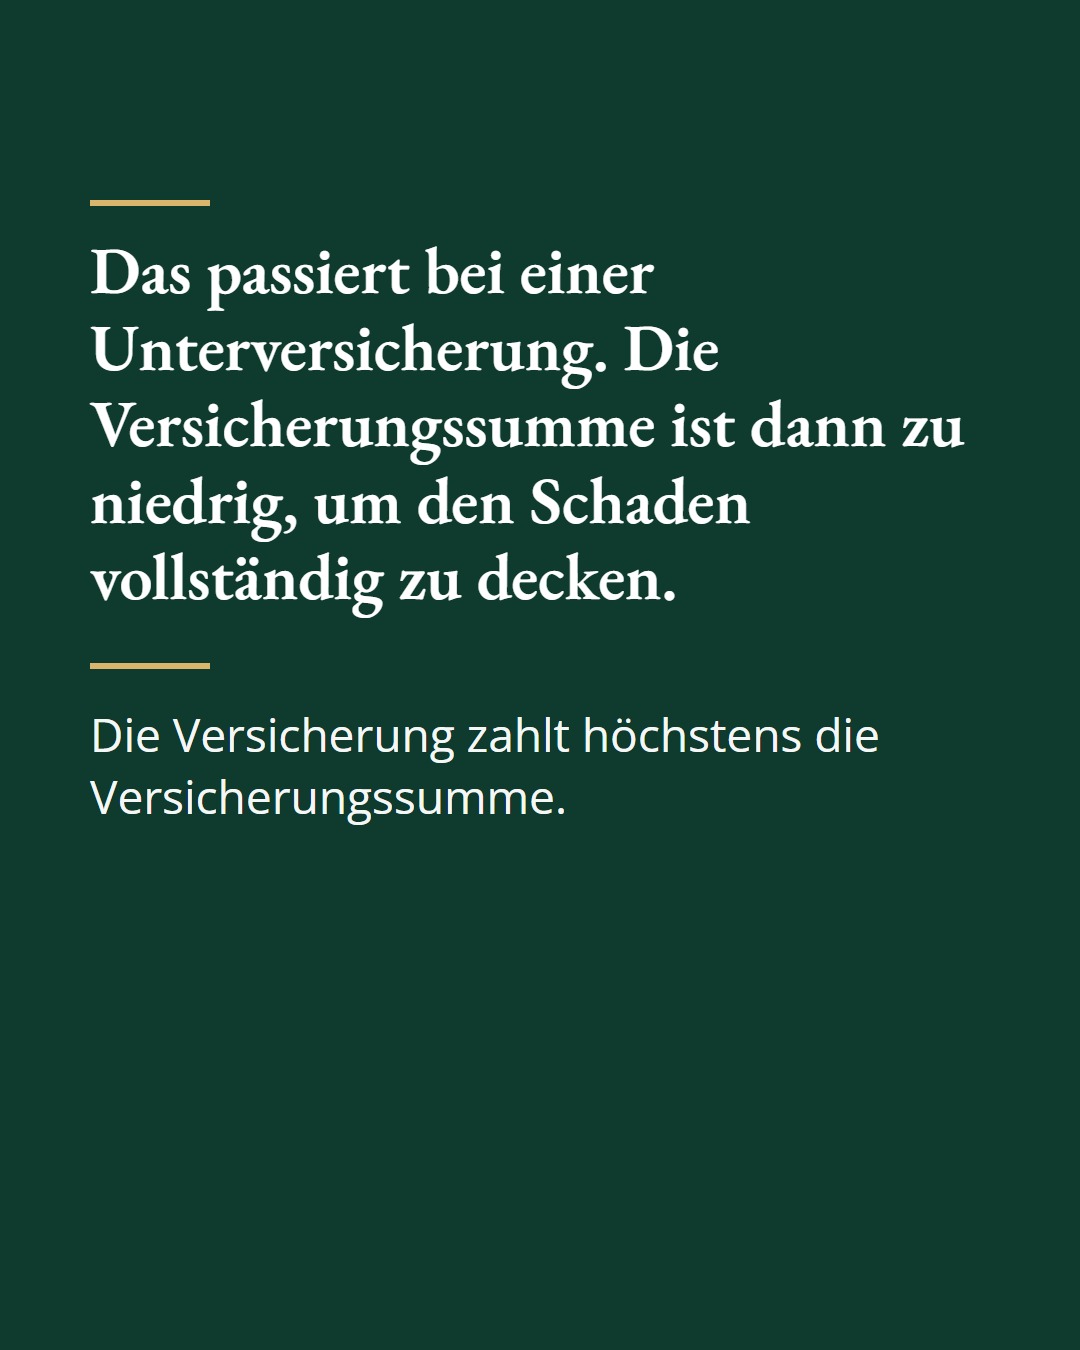 Das passiert bei einer
Unterversicherung. Die
Versicherungssumme ist dann zu
niedrig, um den Schaden
vollständig zu decken.
Die Versicherung zahlt höchstens die
Versicherungssumme.